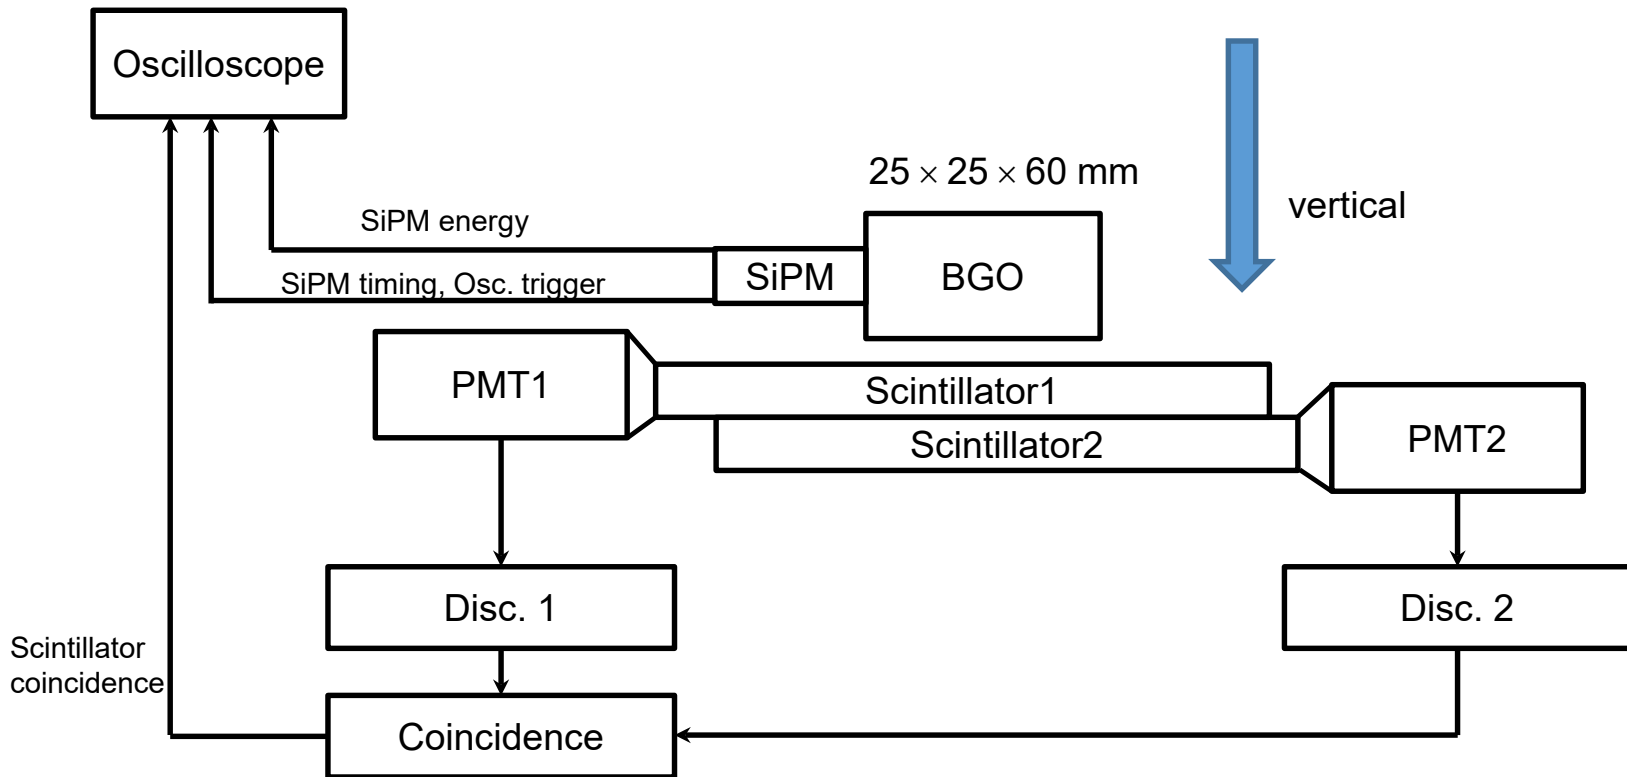 Oscilloscope
25 × 25 × 60 mm
vertical
SiPM energy
SiPM
BGO
SiPM timing, Osc. trigger
PMT1
Scintillator1
Scintillator2
PMT2
Disc. 1
Disc. 2
Scintillator
coincidence
Coincidence